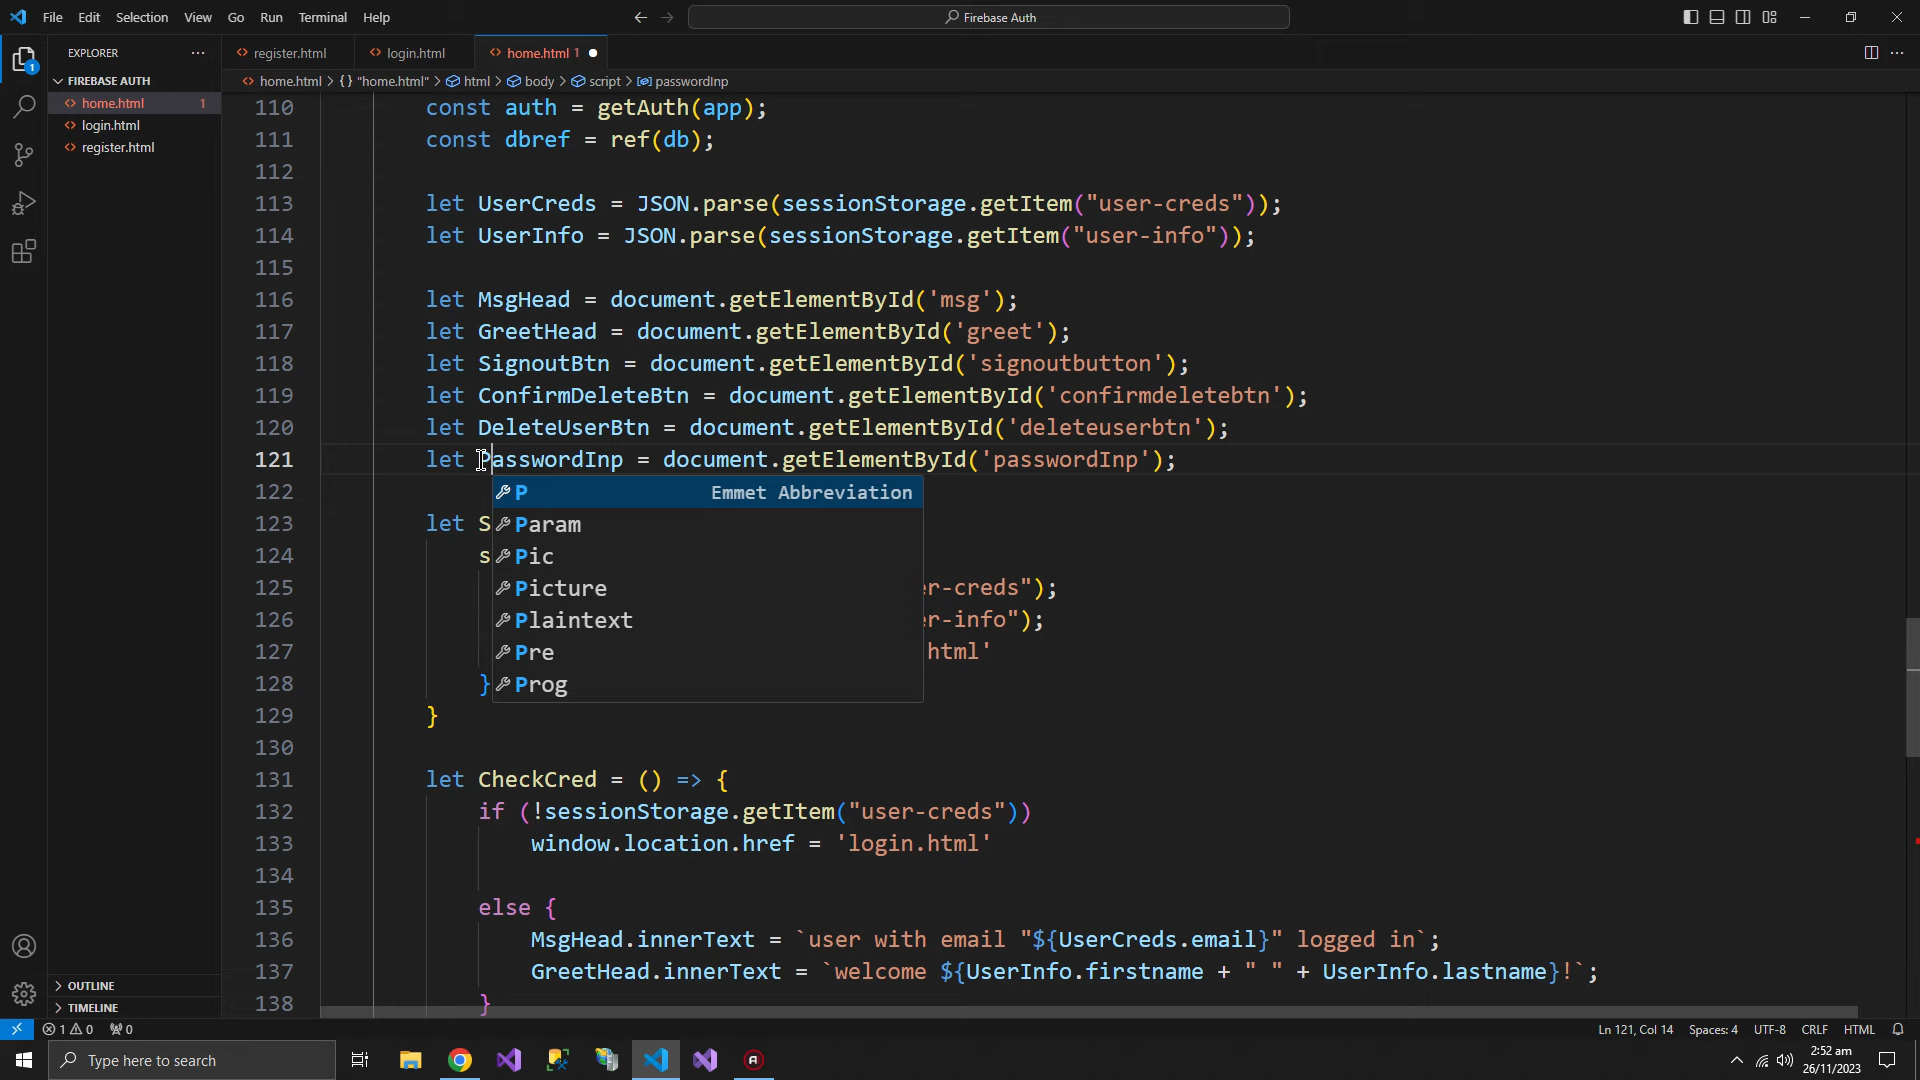 File Edit Selection View Go Run Terminal Help
Firebase Auth
EXPLORER
register.html
login.html
home.html 1
FIREBASE AUTH
home.html > {} "home.html" > html > body > script > passwordInp
home.html 1
login.html
register.html
110 const auth = getAuth(app);
111 const dbref = ref(db);
112
113 let UserCreds = JSON.parse(sessionStorage.getItem("user-creds"));
114 let UserInfo = JSON.parse(sessionStorage.getItem("user-info"));
115
116 let MsgHead = document.getElementById('msg');
117 let GreetHead = document.getElementById('greet');
118 let SignoutBtn = document.getElementById('signoutbutton');
119 let ConfirmDeleteBtn = document.getElementById('confirmdeletebtn');
120 let DeleteUserBtn = document.getElementById('deleteuserbtn');
121 let PasswordInp = document.getElementById('passwordInp');
122
P Emmet Abbreviation
123 let S
Param
124 s
Pic
125 r-creds");
Picture
126 r-info");
Plaintext
127 html'
Pre
128 }
Prog
129 }
130
131 let CheckCred = () => {
132 if (!sessionStorage.getItem("user-creds"))
133 window.location.href = 'login.html'
134
135 else {
136 MsgHead.innerText = `user with email "${UserCreds.email}" logged in`;
137 GreetHead.innerText = `welcome ${UserInfo.firstname + " " + UserInfo.lastname}!`;
138 }
OUTLINE
TIMELINE
1 0 0
Ln 121, Col 14 Spaces: 4 UTF-8 CRLF HTML
Type here to search
2:52 am
26/11/2023